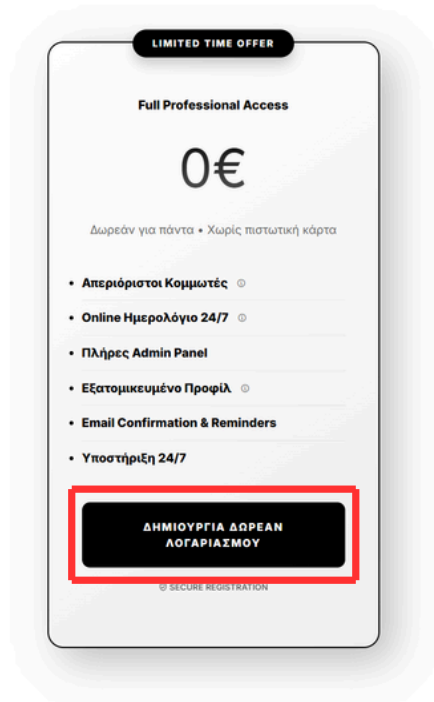 LIMITED TIME OFFER
Full Professional Access
0€
Δωρεάν για πάντα • Χωρίς πιστωτική κάρτα
• Απεριόριστοι Κομμωτές
• Online Ημερολόγιο 24/7
• Πλήρες Admin Panel
• Εξατομικευμένο Προφίλ
• Email Confirmation & Reminders
• Υποστήριξη 24/7
ΔΗΜΙΟΥΡΓΙΑ ΔΩΡΕΑΝ
ΛΟΓΑΡΙΑΣΜΟΥ
SECURE REGISTRATION